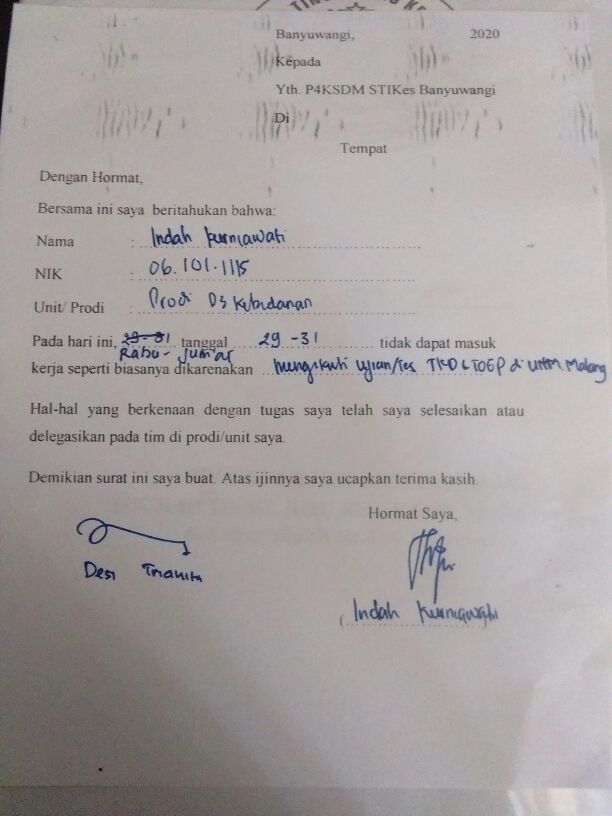 Banyuwangi, 2020
Kepada
Yth. P4KSDM STIKes Banyuwangi
Di
Tempat
Dengan Hormat,
Bersama ini saya beritahukan bahwa:
Nama : Indah Kurniawati
NIK : 06.101.1115
Unit/ Prodi : Prodi D3 Kebidanan
Pada hari ini, 29-31 tanggal 29 -31 tidak dapat masuk
Rabu - Jum'at
kerja seperti biasanya dikarenakan mengikuti ujian/tes TKD & TOEP di Malang
Hal-hal yang berkenaan dengan tugas saya telah saya selesaikan atau
delegasikan pada tim di prodi/unit saya.
Demikian surat ini saya buat. Atas ijinnya saya ucapkan terima kasih.
Hormat Saya,
Desi Trianita
( Indah Kurniawati